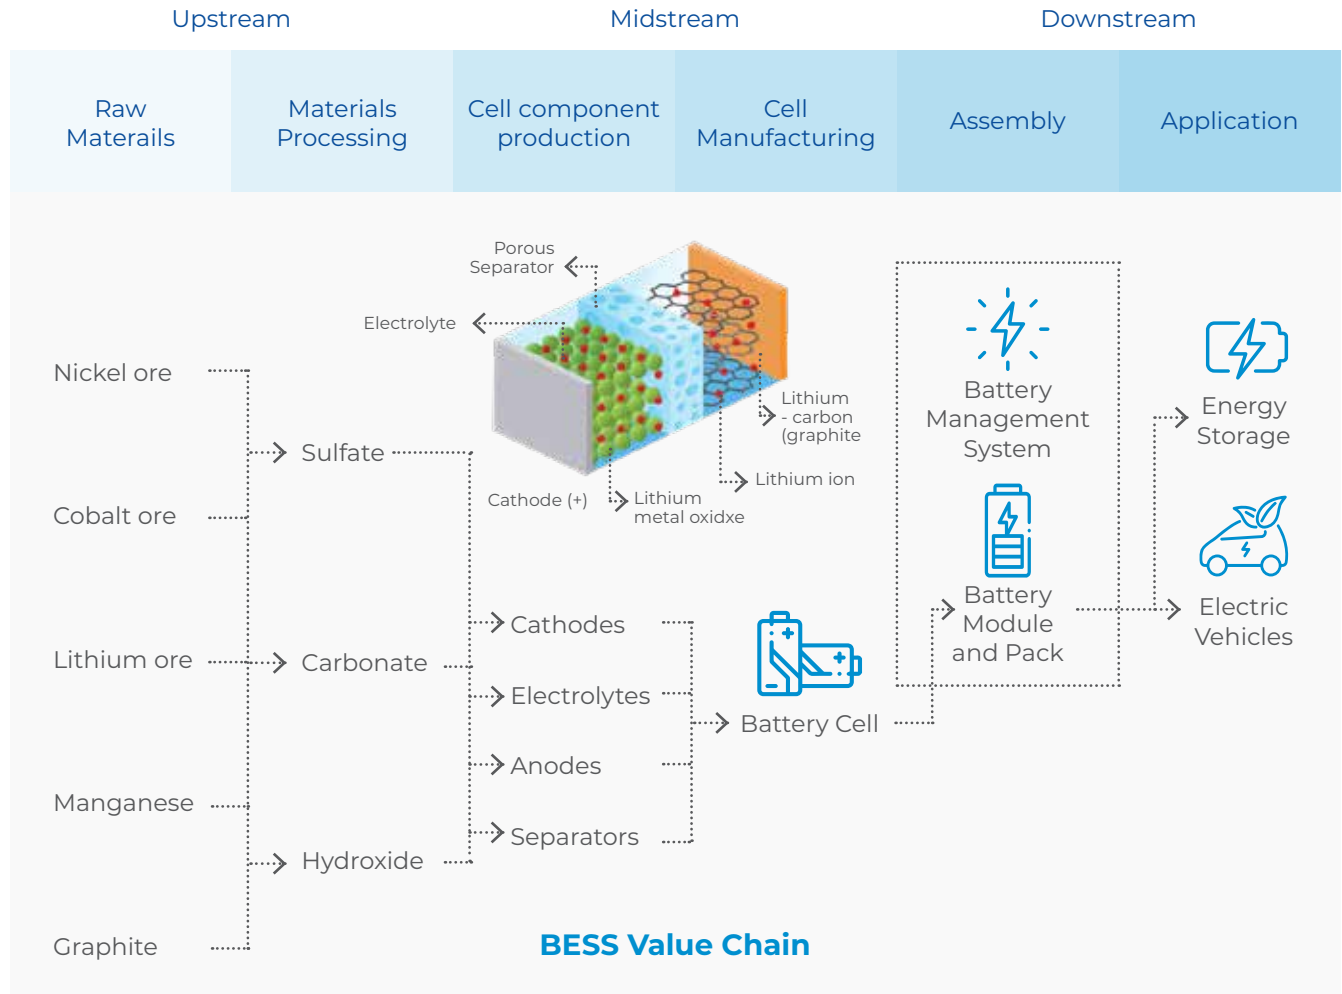 Upstream
Midstream
Downstream
Raw
Materails
Materials
Processing
Cell component
production
Cell
Manufacturing
Assembly
Application
Nickel ore
Cobalt ore
Lithium ore
Manganese
Graphite
Sulfate
Carbonate
Hydroxide
Porous
Separator
Electrolyte
Cathode (+)
Lithium
metal oxidxe
Lithium ion
Lithium
- carbon
(graphite
Cathodes
Electrolytes
Anodes
Separators
Battery Cell
Battery
Management
System
Battery
Module
and Pack
Energy
Storage
Electric
Vehicles
BESS Value Chain